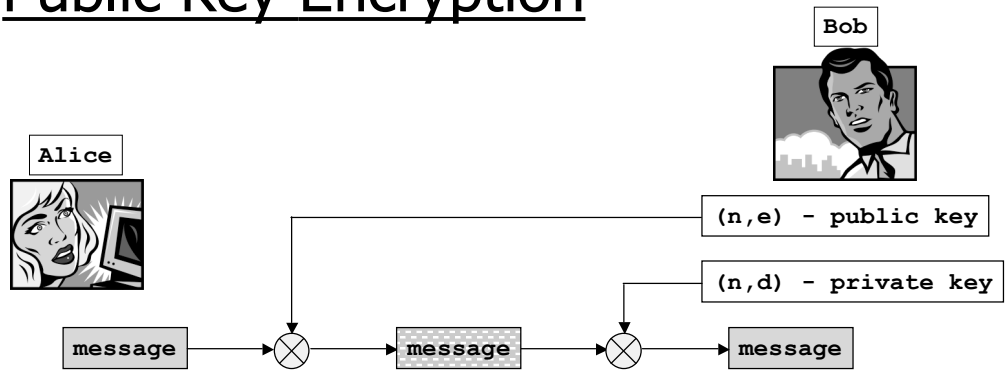 Public Key Encryption
Bob
Alice
(n,e) - public key
(n,d) - private key
message
message
message